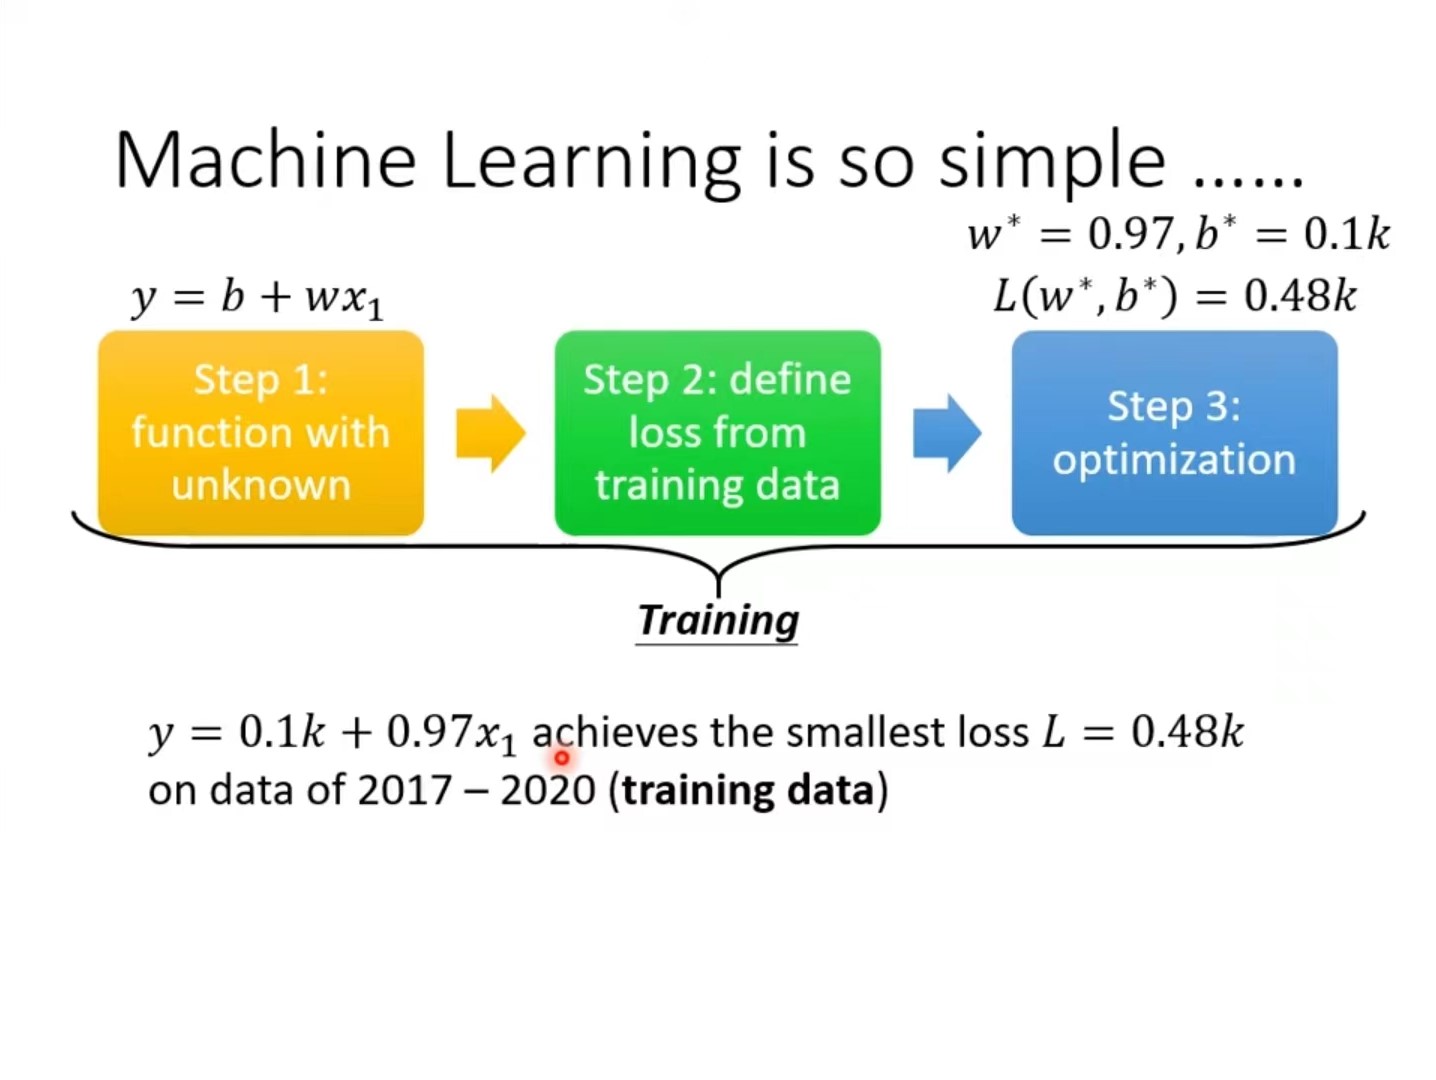 Machine Learning is so simple ……
w* = 0.97, b* = 0.1k
y = b + wx₁
L(w*, b*) = 0.48k
Step 1:
function with
unknown
Step 2: define
loss from
training data
Step 3:
optimization
Training
y = 0.1k + 0.97x₁ achieves the smallest loss L = 0.48k
on data of 2017 – 2020 (training data)